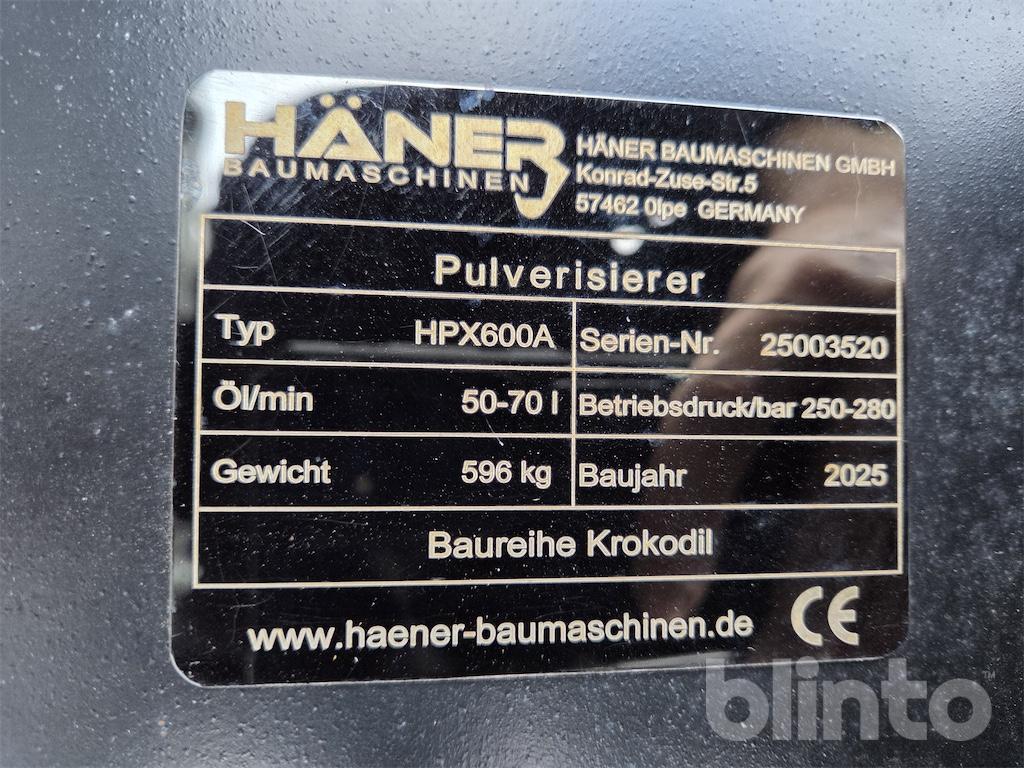 HÄNER
BAUMASCHINEN
HÄNER BAUMASCHINEN GMBH
Konrad-Zuse-Str.5
57462 Olpe GERMANY
Pulverisierer
Typ HPX600A Serien-Nr. 25003520
Öl/min 50-70 l Betriebsdruck/bar 250-280
Gewicht 596 kg Baujahr 2025
Baureihe Krokodil
www.haener-baumaschinen.de CE
blinto™